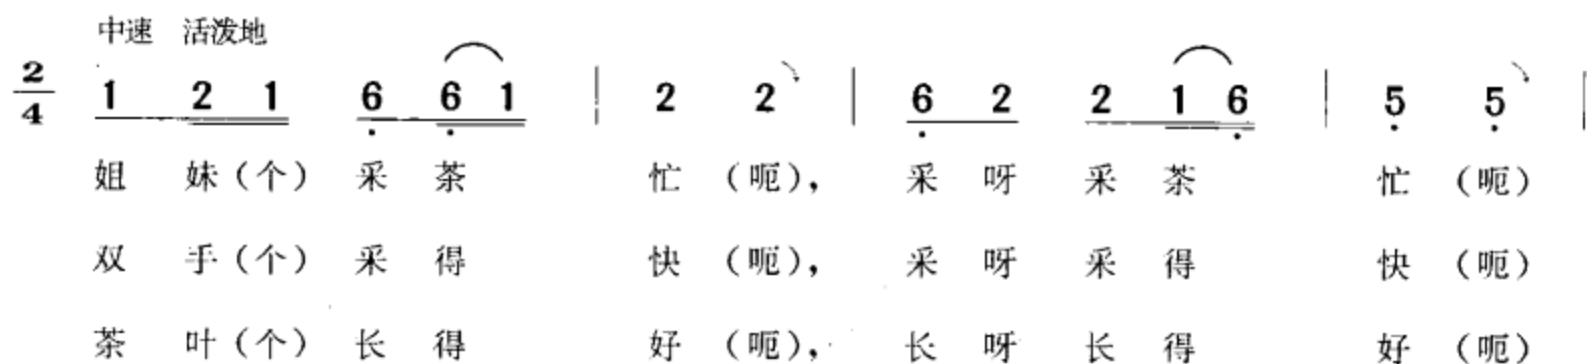 中速 活泼地
2/4 1 2 1 6 6 1 | 2 2 | 6 2 2 1 6 | 5 5 |
姐 妹(个) 采 茶 忙 (呃), 采 呀 采 茶 忙 (呃)
双 手(个) 采 得 快 (呃), 采 呀 采 得 快 (呃)
茶 叶(个) 长 得 好 (呃), 长 呀 长 得 好 (呃)